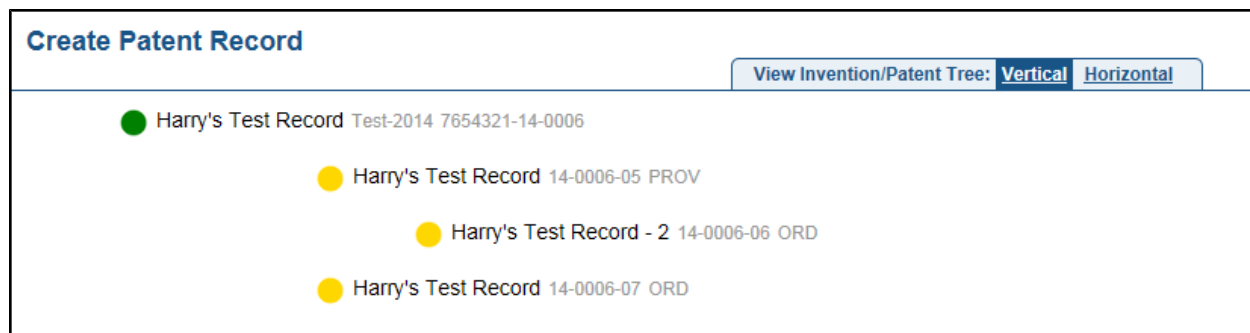 Create Patent Record
View Invention/Patent Tree: Vertical Horizontal
Harry's Test Record Test-2014 7654321-14-0006
Harry's Test Record 14-0006-05 PROV
Harry's Test Record - 2 14-0006-06 ORD
Harry's Test Record 14-0006-07 ORD